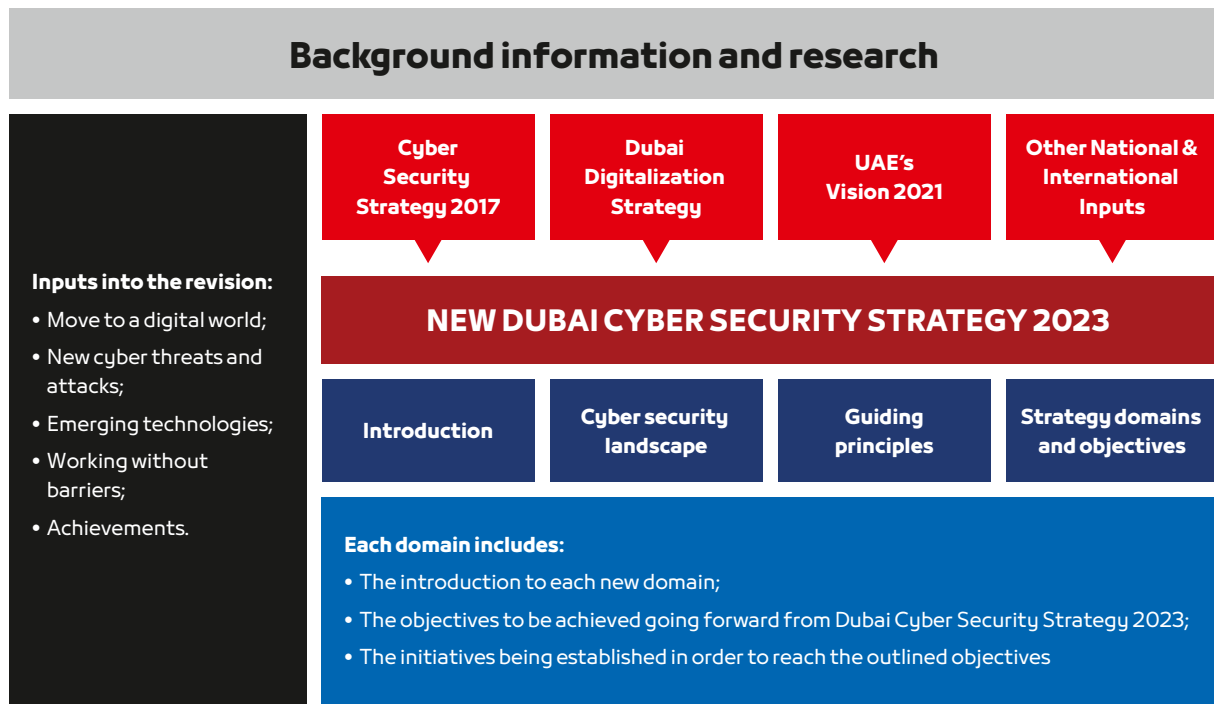 Background information and research
Inputs into the revision:
• Move to a digital world;
• New cyber threats and
attacks;
• Emerging technologies;
• Working without
barriers;
• Achievements.
Cyber
Security
Strategy 2017
Dubai
Digitalization
Strategy
UAE's
Vision 2021
Other National &
International
Inputs
NEW DUBAI CYBER SECURITY STRATEGY 2023
Introduction
Cyber security
landscape
Guiding
principles
Strategy domains
and objectives
Each domain includes:
• The introduction to each new domain;
• The objectives to be achieved going forward from Dubai Cyber Security Strategy 2023;
• The initiatives being established in order to reach the outlined objectives